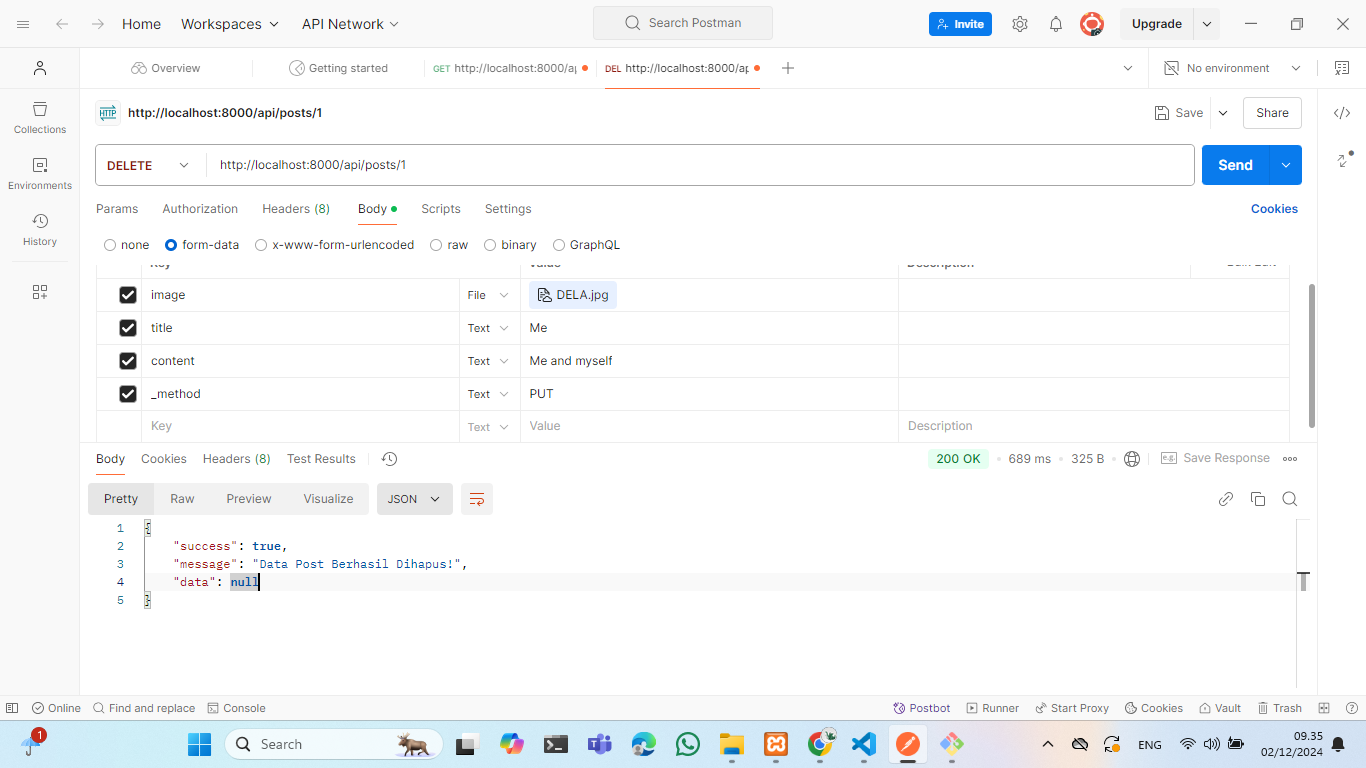 Home Workspaces API Network Search Postman Invite Upgrade
Overview Getting started GET http://localhost:8000/ap DEL http://localhost:8000/ap No environment
HTTP http://localhost:8000/api/posts/1 Save Share
Collections
DELETE http://localhost:8000/api/posts/1 Send
Environments
Params Authorization Headers (8) Body Scripts Settings Cookies
History
none form-data x-www-form-urlencoded raw binary GraphQL
Key Value Description Bulk Edit
image File DELA.jpg
title Text Me
content Text Me and myself
_method Text PUT
Key Text Value Description
Body Cookies Headers (8) Test Results 200 OK 689 ms 325 B e.g. Save Response
Pretty Raw Preview Visualize JSON
1 {
2 "success": true,
3 "message": "Data Post Berhasil Dihapus!",
4 "data": null
5 }
Online Find and replace Console Postbot Runner Start Proxy Cookies Vault Trash
1 Search ENG 09.35
02/12/2024